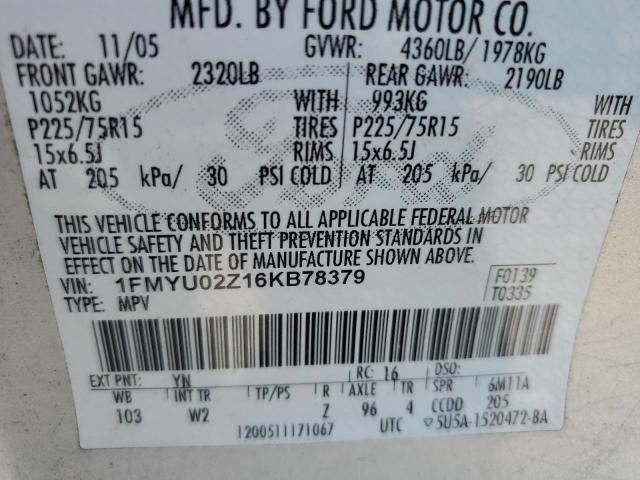 MFD. BY FORD MOTOR CO.
DATE: 11/05 GVWR: 4360LB/1978KG
FRONT GAWR: 2320LB REAR GAWR: 2190LB
1052KG WITH 993KG WITH
P225/75R15 TIRES P225/75R15 TIRES
15x6.5J RIMS 15x6.5J RIMS
AT 205 kPa/ 30 PSI COLD AT 205 kPa/ 30 PSI COLD
THIS VEHICLE CONFORMS TO ALL APPLICABLE FEDERAL MOTOR
VEHICLE SAFETY AND THEFT PREVENTION STANDARDS IN
EFFECT ON THE DATE OF MANUFACTURE SHOWN ABOVE.
VIN: 1FMYU02Z16KB78379 F0139
TYPE: MPV T0335
EXT PNT: YN RC: 16 DSO:
WB INT TR TP/PS R AXLE TR SPR 6M11A
103 W2 Z 96 4 CCDD 205
1200511171067 UTC ▽5U5A-1520472-BA
Ford